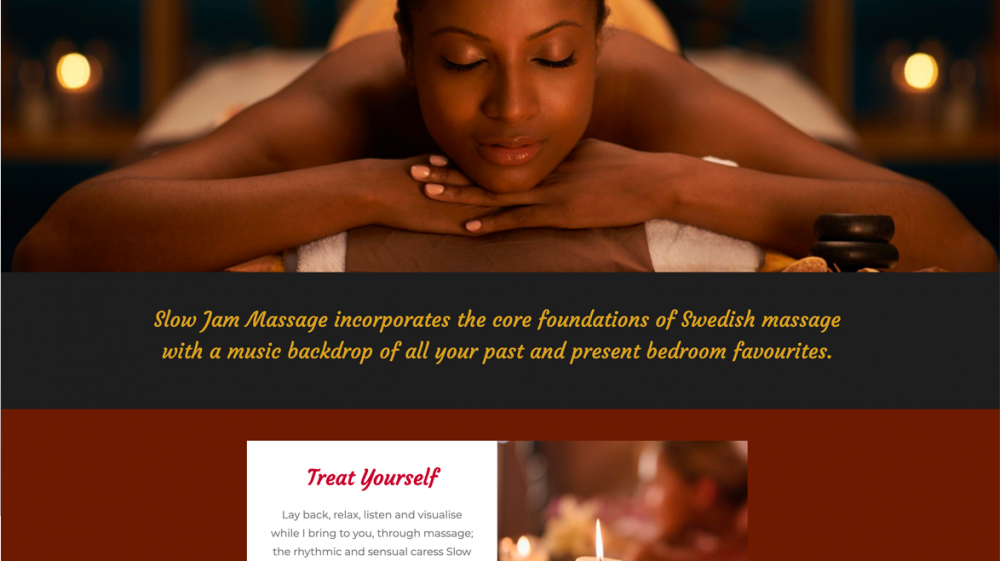 Slow Jam Massage incorporates the core foundations of Swedish massage
with a music backdrop of all your past and present bedroom favourites.
Treat Yourself
Lay back, relax, listen and visualise
while I bring to you, through massage;
the rhythmic and sensual caress Slow